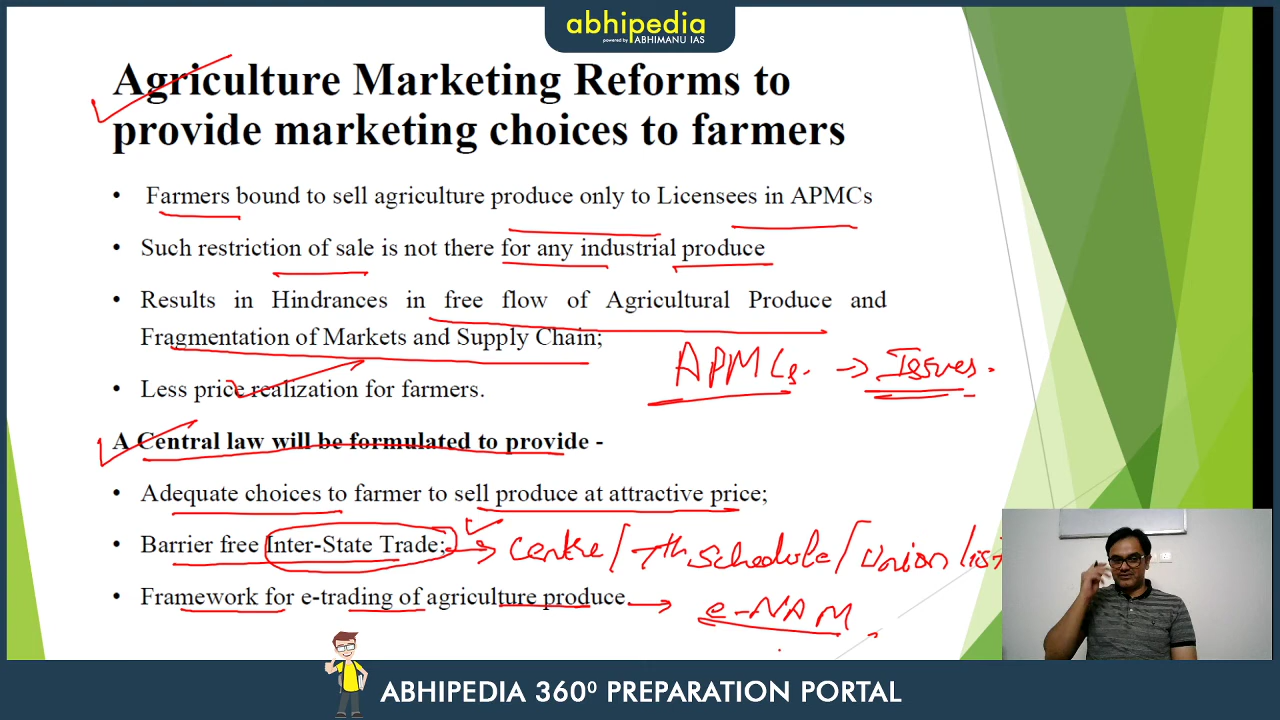 abhipedia
powered by ABHIMANU IAS
Agriculture Marketing Reforms to
provide marketing choices to farmers
• Farmers bound to sell agriculture produce only to Licensees in APMCs
• Such restriction of sale is not there for any industrial produce
• Results in Hindrances in free flow of Agricultural Produce and
Fragmentation of Markets and Supply Chain;
APMCs. → Issues.
• Less price realization for farmers.
A Central law will be formulated to provide -
• Adequate choices to farmer to sell produce at attractive price;
• Barrier free Inter-State Trade; → Centre/7th schedule/Union list
• Framework for e-trading of agriculture produce. → e-NAM
ABHIPEDIA 360⁰ PREPARATION PORTAL